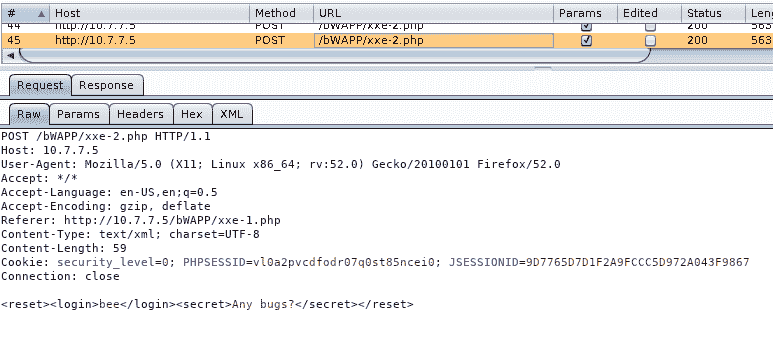 # Host Method URL Params Edited Status Leng
44 http://10.7.7.5 POST /bWAPP/xxe-2.php 200 563
45 http://10.7.7.5 POST /bWAPP/xxe-2.php 200 563
Request Response
Raw Params Headers Hex XML
POST /bWAPP/xxe-2.php HTTP/1.1
Host: 10.7.7.5
User-Agent: Mozilla/5.0 (X11; Linux x86_64; rv:52.0) Gecko/20100101 Firefox/52.0
Accept: */*
Accept-Language: en-US,en;q=0.5
Accept-Encoding: gzip, deflate
Referer: http://10.7.7.5/bWAPP/xxe-1.php
Content-Type: text/xml; charset=UTF-8
Content-Length: 59
Cookie: security_level=0; PHPSESSID=vl0a2pvcdfodr07q0st85ncei0; JSESSIONID=9D7765D7D1F2A9FCCC5D972A043F9867
Connection: close
<reset><login>bee</login><secret>Any bugs?</secret></reset>